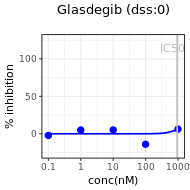 Glasdegib (dss:0)
IC50
% inhibition
100
50
0
0.1 1 10 100 1000
conc(nM)